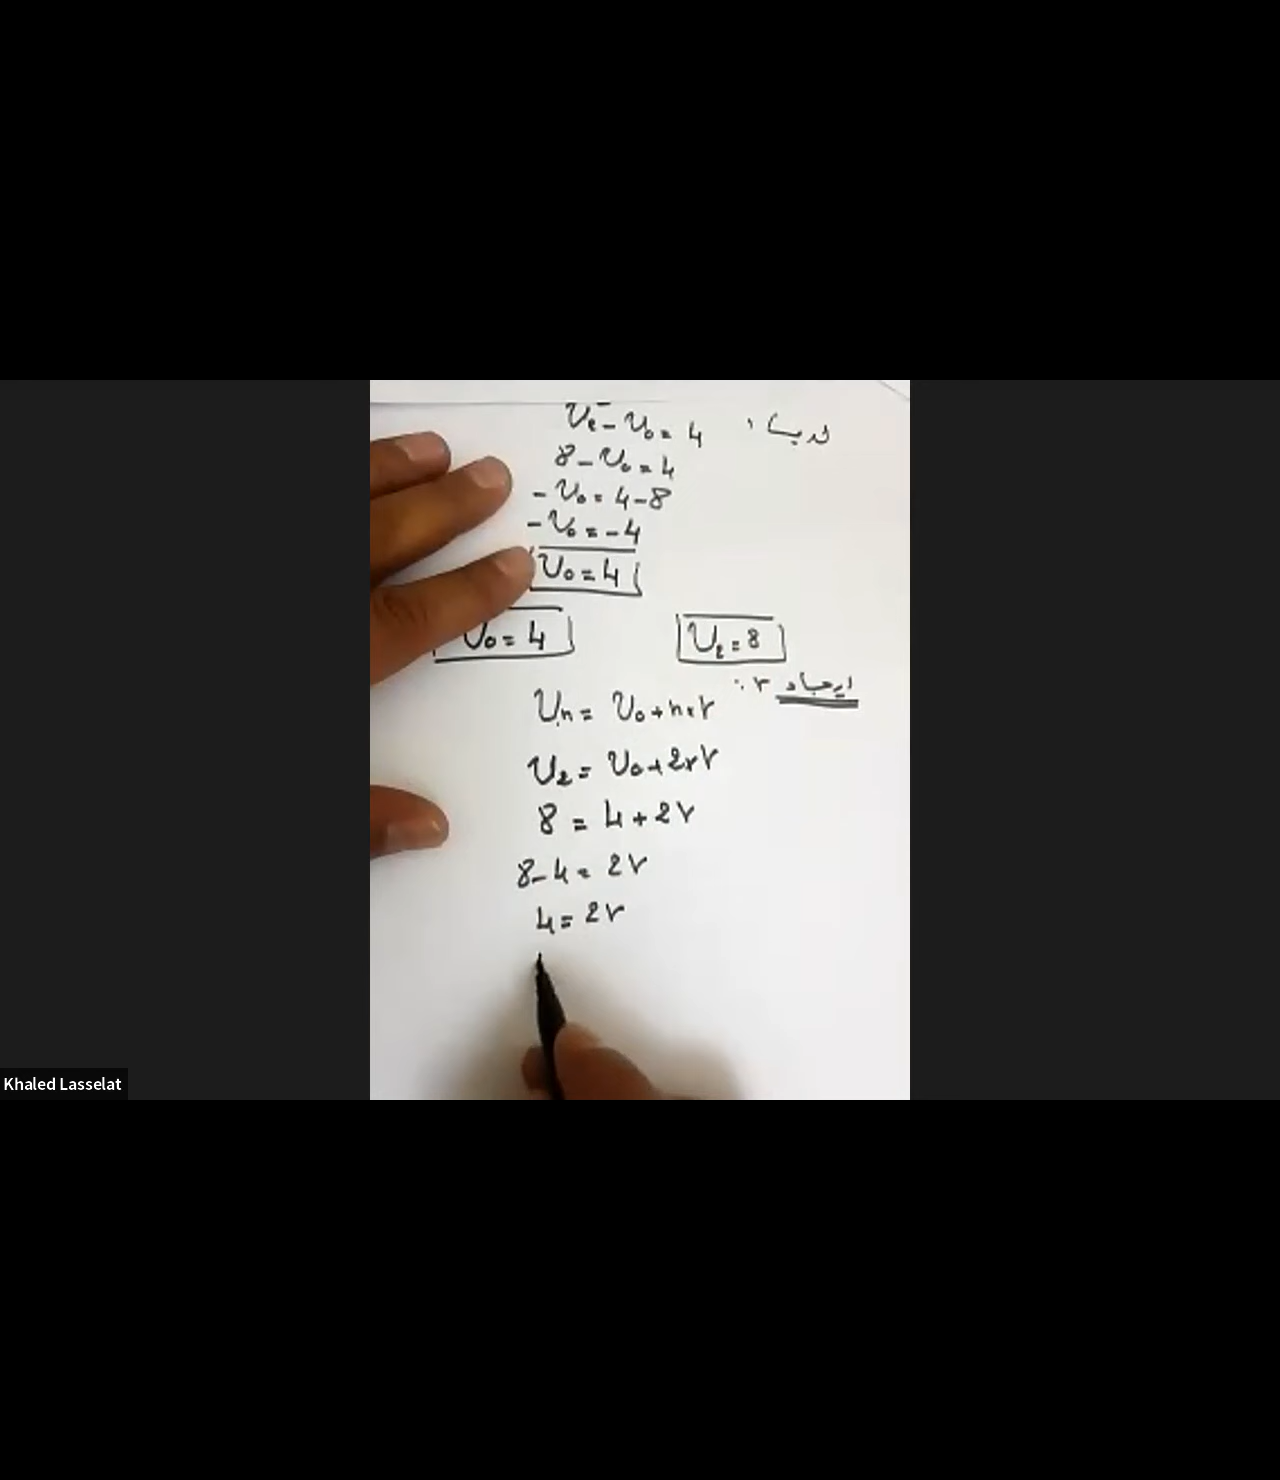 لدينا :
U₂ - U₀ = 4
8 - U₀ = 4
- U₀ = 4 - 8
- U₀ = - 4
U₀ = 4
U₀ = 4 U₂ = 8
ايجاد r :
Uₙ = U₀ + n × r
U₂ = U₀ + 2 × r
8 = 4 + 2r
8 - 4 = 2r
4 = 2r
Khaled Lasselat